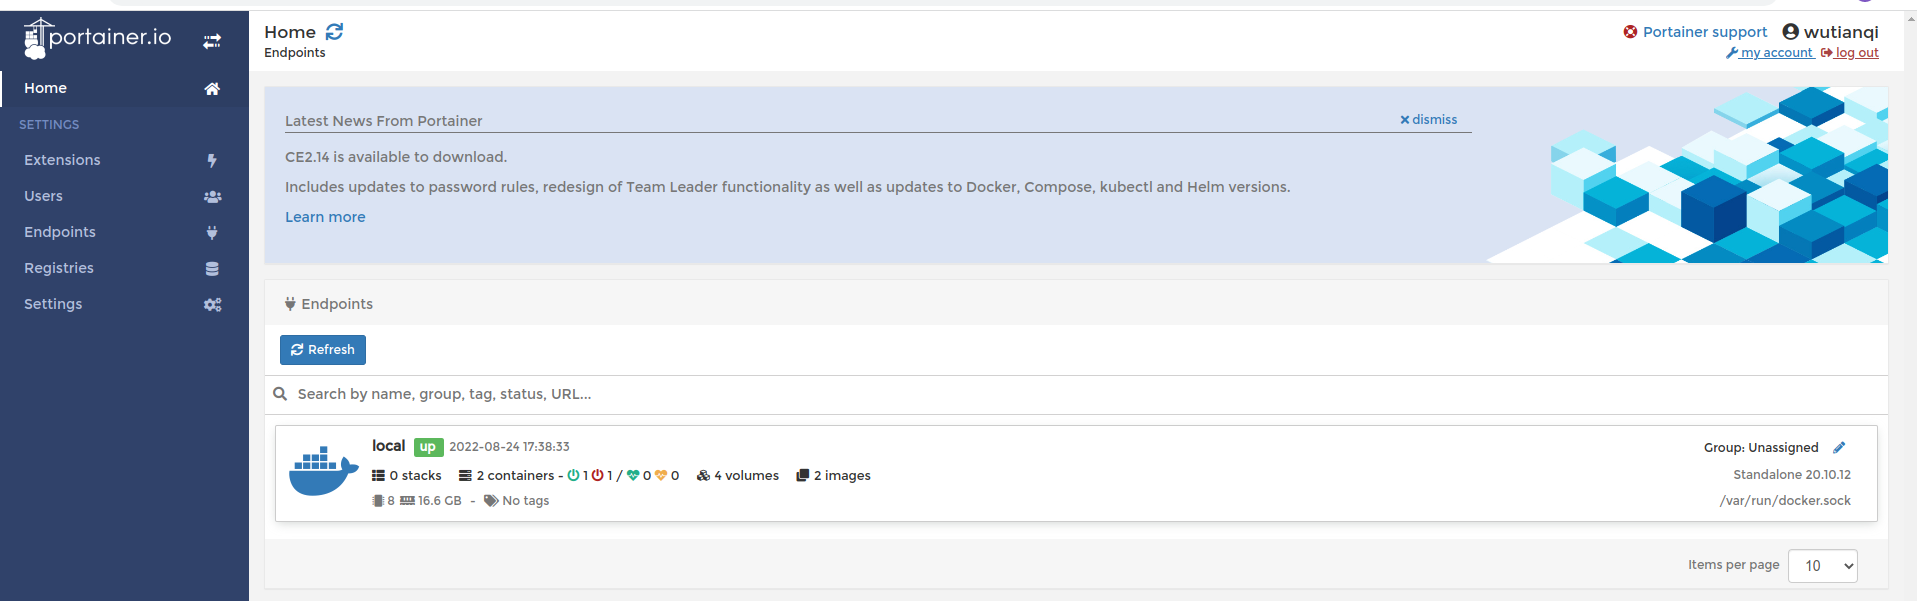 portainer.io
Home
SETTINGS
Extensions
Users
Endpoints
Registries
Settings
Home
Endpoints
Portainer support
wutianqi
my account
log out
Latest News From Portainer
dismiss
CE2.14 is available to download.
Includes updates to password rules, redesign of Team Leader functionality as well as updates to Docker, Compose, kubectl and Helm versions.
Learn more
Endpoints
Refresh
Search by name, group, tag, status, URL...
local up 2022-08-24 17:38:33
Group: Unassigned
0 stacks 2 containers - 1 1 / 0 0 4 volumes 2 images
Standalone 20.10.12
8 16.6 GB - No tags
/var/run/docker.sock
Items per page 10